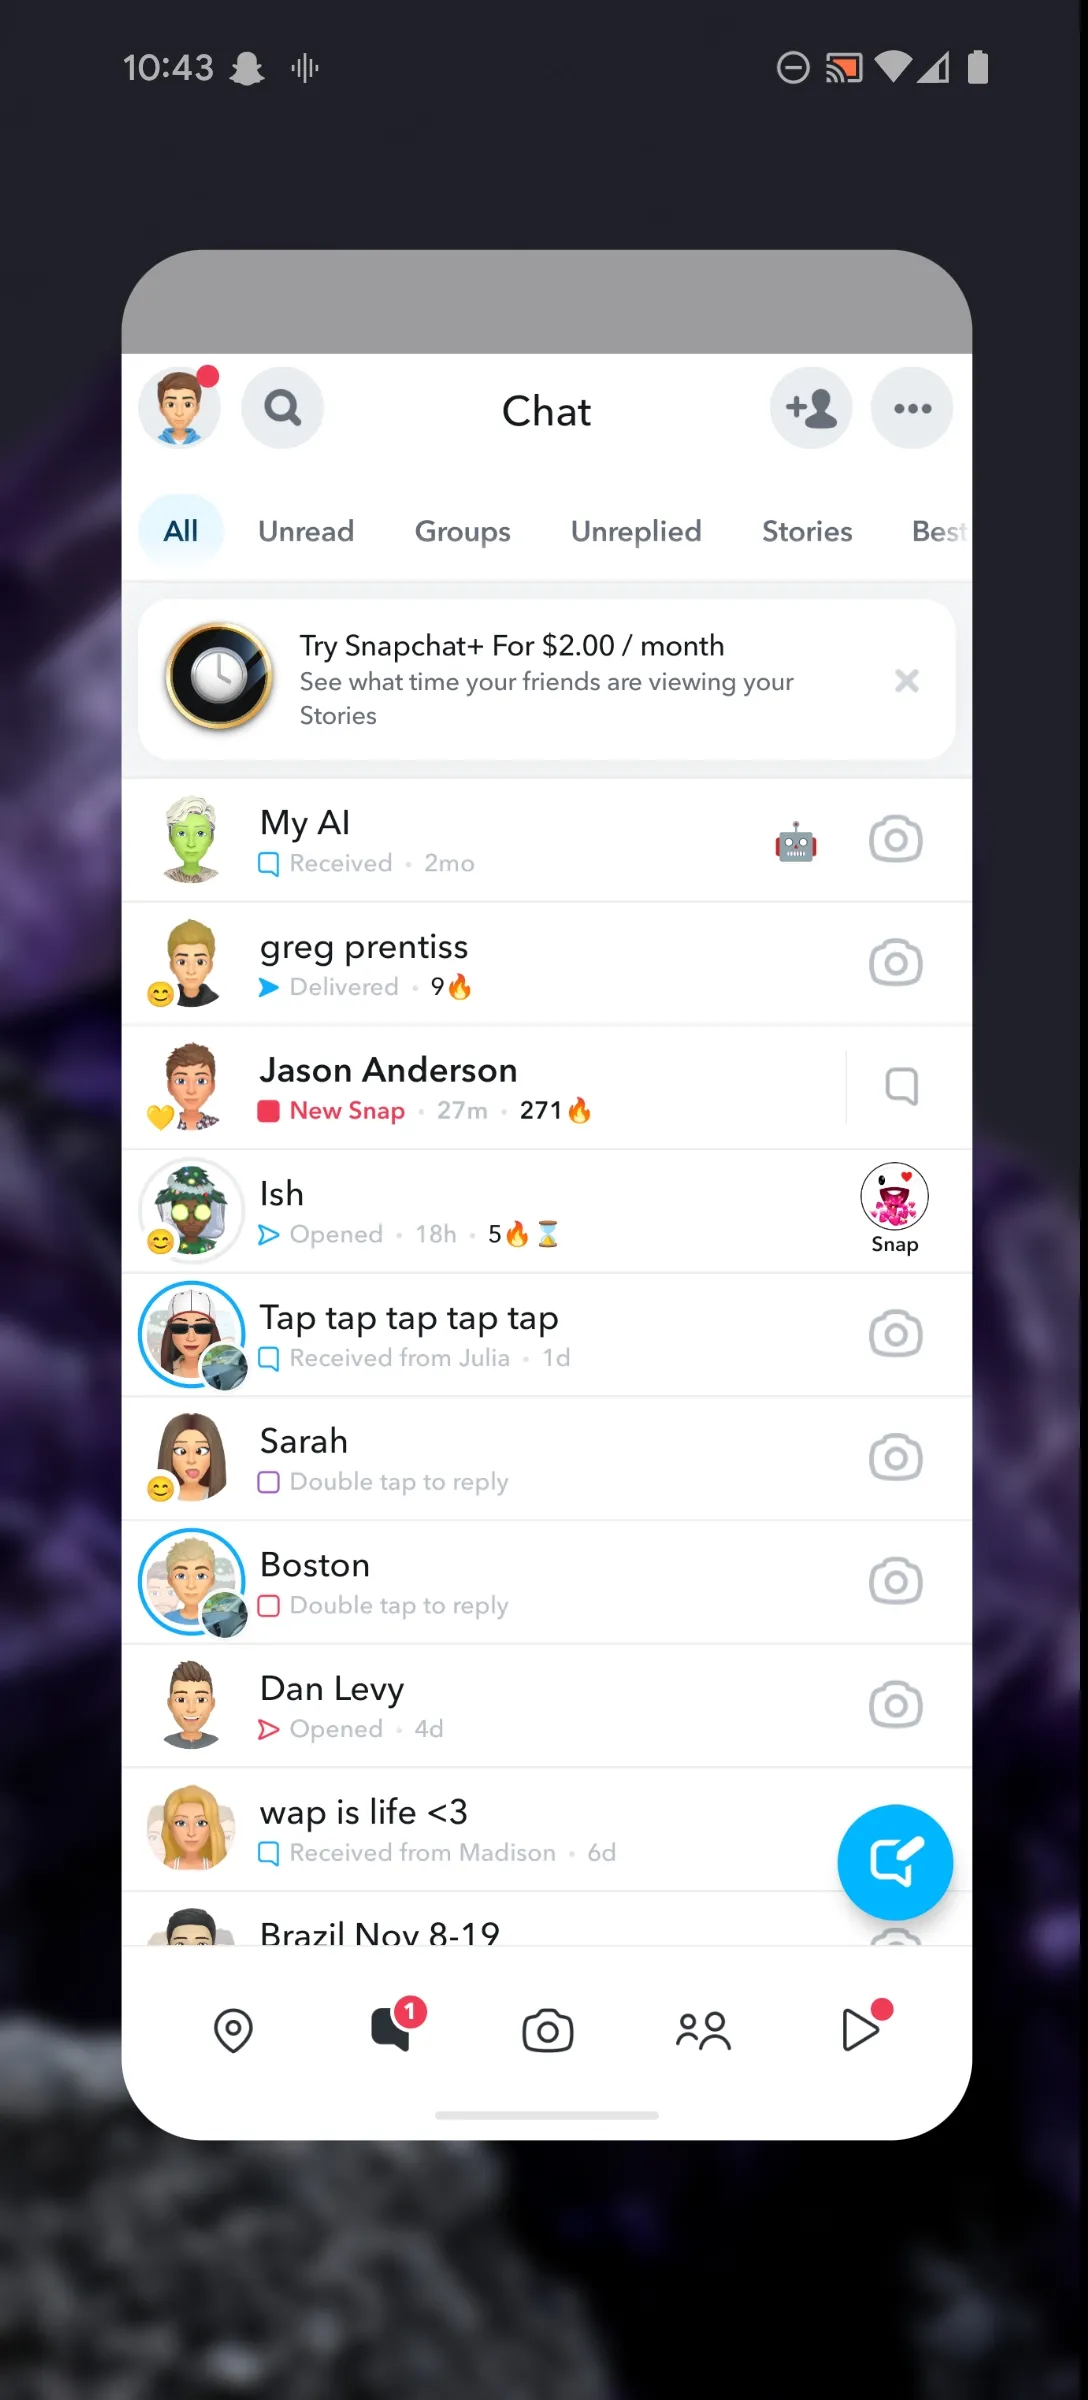 10:43
Chat
All Unread Groups Unreplied Stories Best
Try Snapchat+ For $2.00 / month
See what time your friends are viewing your
Stories
My AI
Received · 2mo
greg prentiss
Delivered · 9🔥
Jason Anderson
New Snap · 27m · 271🔥
Ish
Opened · 18h · 5🔥⌛
Snap
Tap tap tap tap tap
Received from Julia · 1d
Sarah
Double tap to reply
Boston
Double tap to reply
Dan Levy
Opened · 4d
wap is life <3
Received from Madison · 6d
Brazil Nov 8-19
1